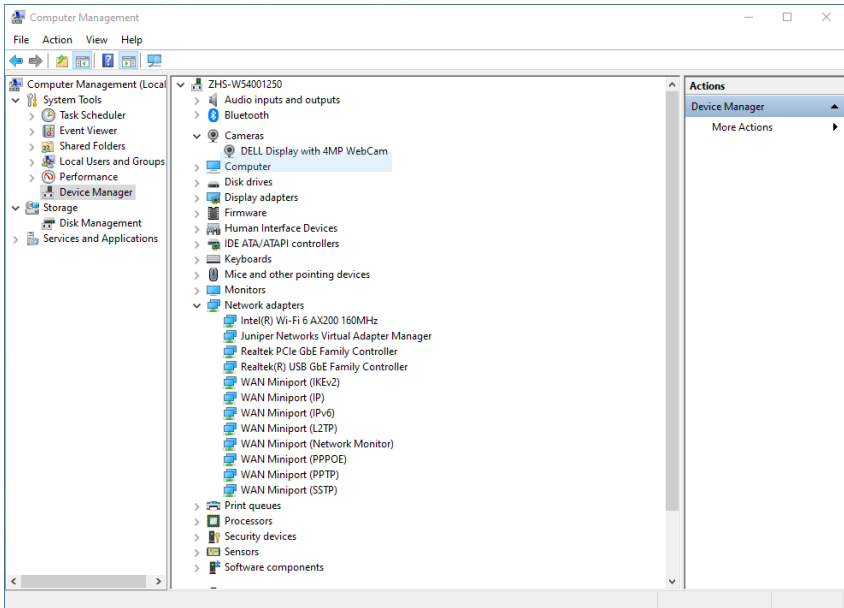 Computer Management
File Action View Help
Computer Management (Local
System Tools
Task Scheduler
Event Viewer
Shared Folders
Local Users and Groups
Performance
Device Manager
Storage
Disk Management
Services and Applications
ZHS-W54001250
Audio inputs and outputs
Bluetooth
Cameras
DELL Display with 4MP WebCam
Computer
Disk drives
Display adapters
Firmware
Human Interface Devices
IDE ATA/ATAPI controllers
Keyboards
Mice and other pointing devices
Monitors
Network adapters
Intel(R) Wi-Fi 6 AX200 160MHz
Juniper Networks Virtual Adapter Manager
Realtek PCIe GbE Family Controller
Realtek(R) USB GbE Family Controller
WAN Miniport (IKEv2)
WAN Miniport (IP)
WAN Miniport (IPv6)
WAN Miniport (L2TP)
WAN Miniport (Network Monitor)
WAN Miniport (PPPOE)
WAN Miniport (PPTP)
WAN Miniport (SSTP)
Print queues
Processors
Security devices
Sensors
Software components
Actions
Device Manager
More Actions